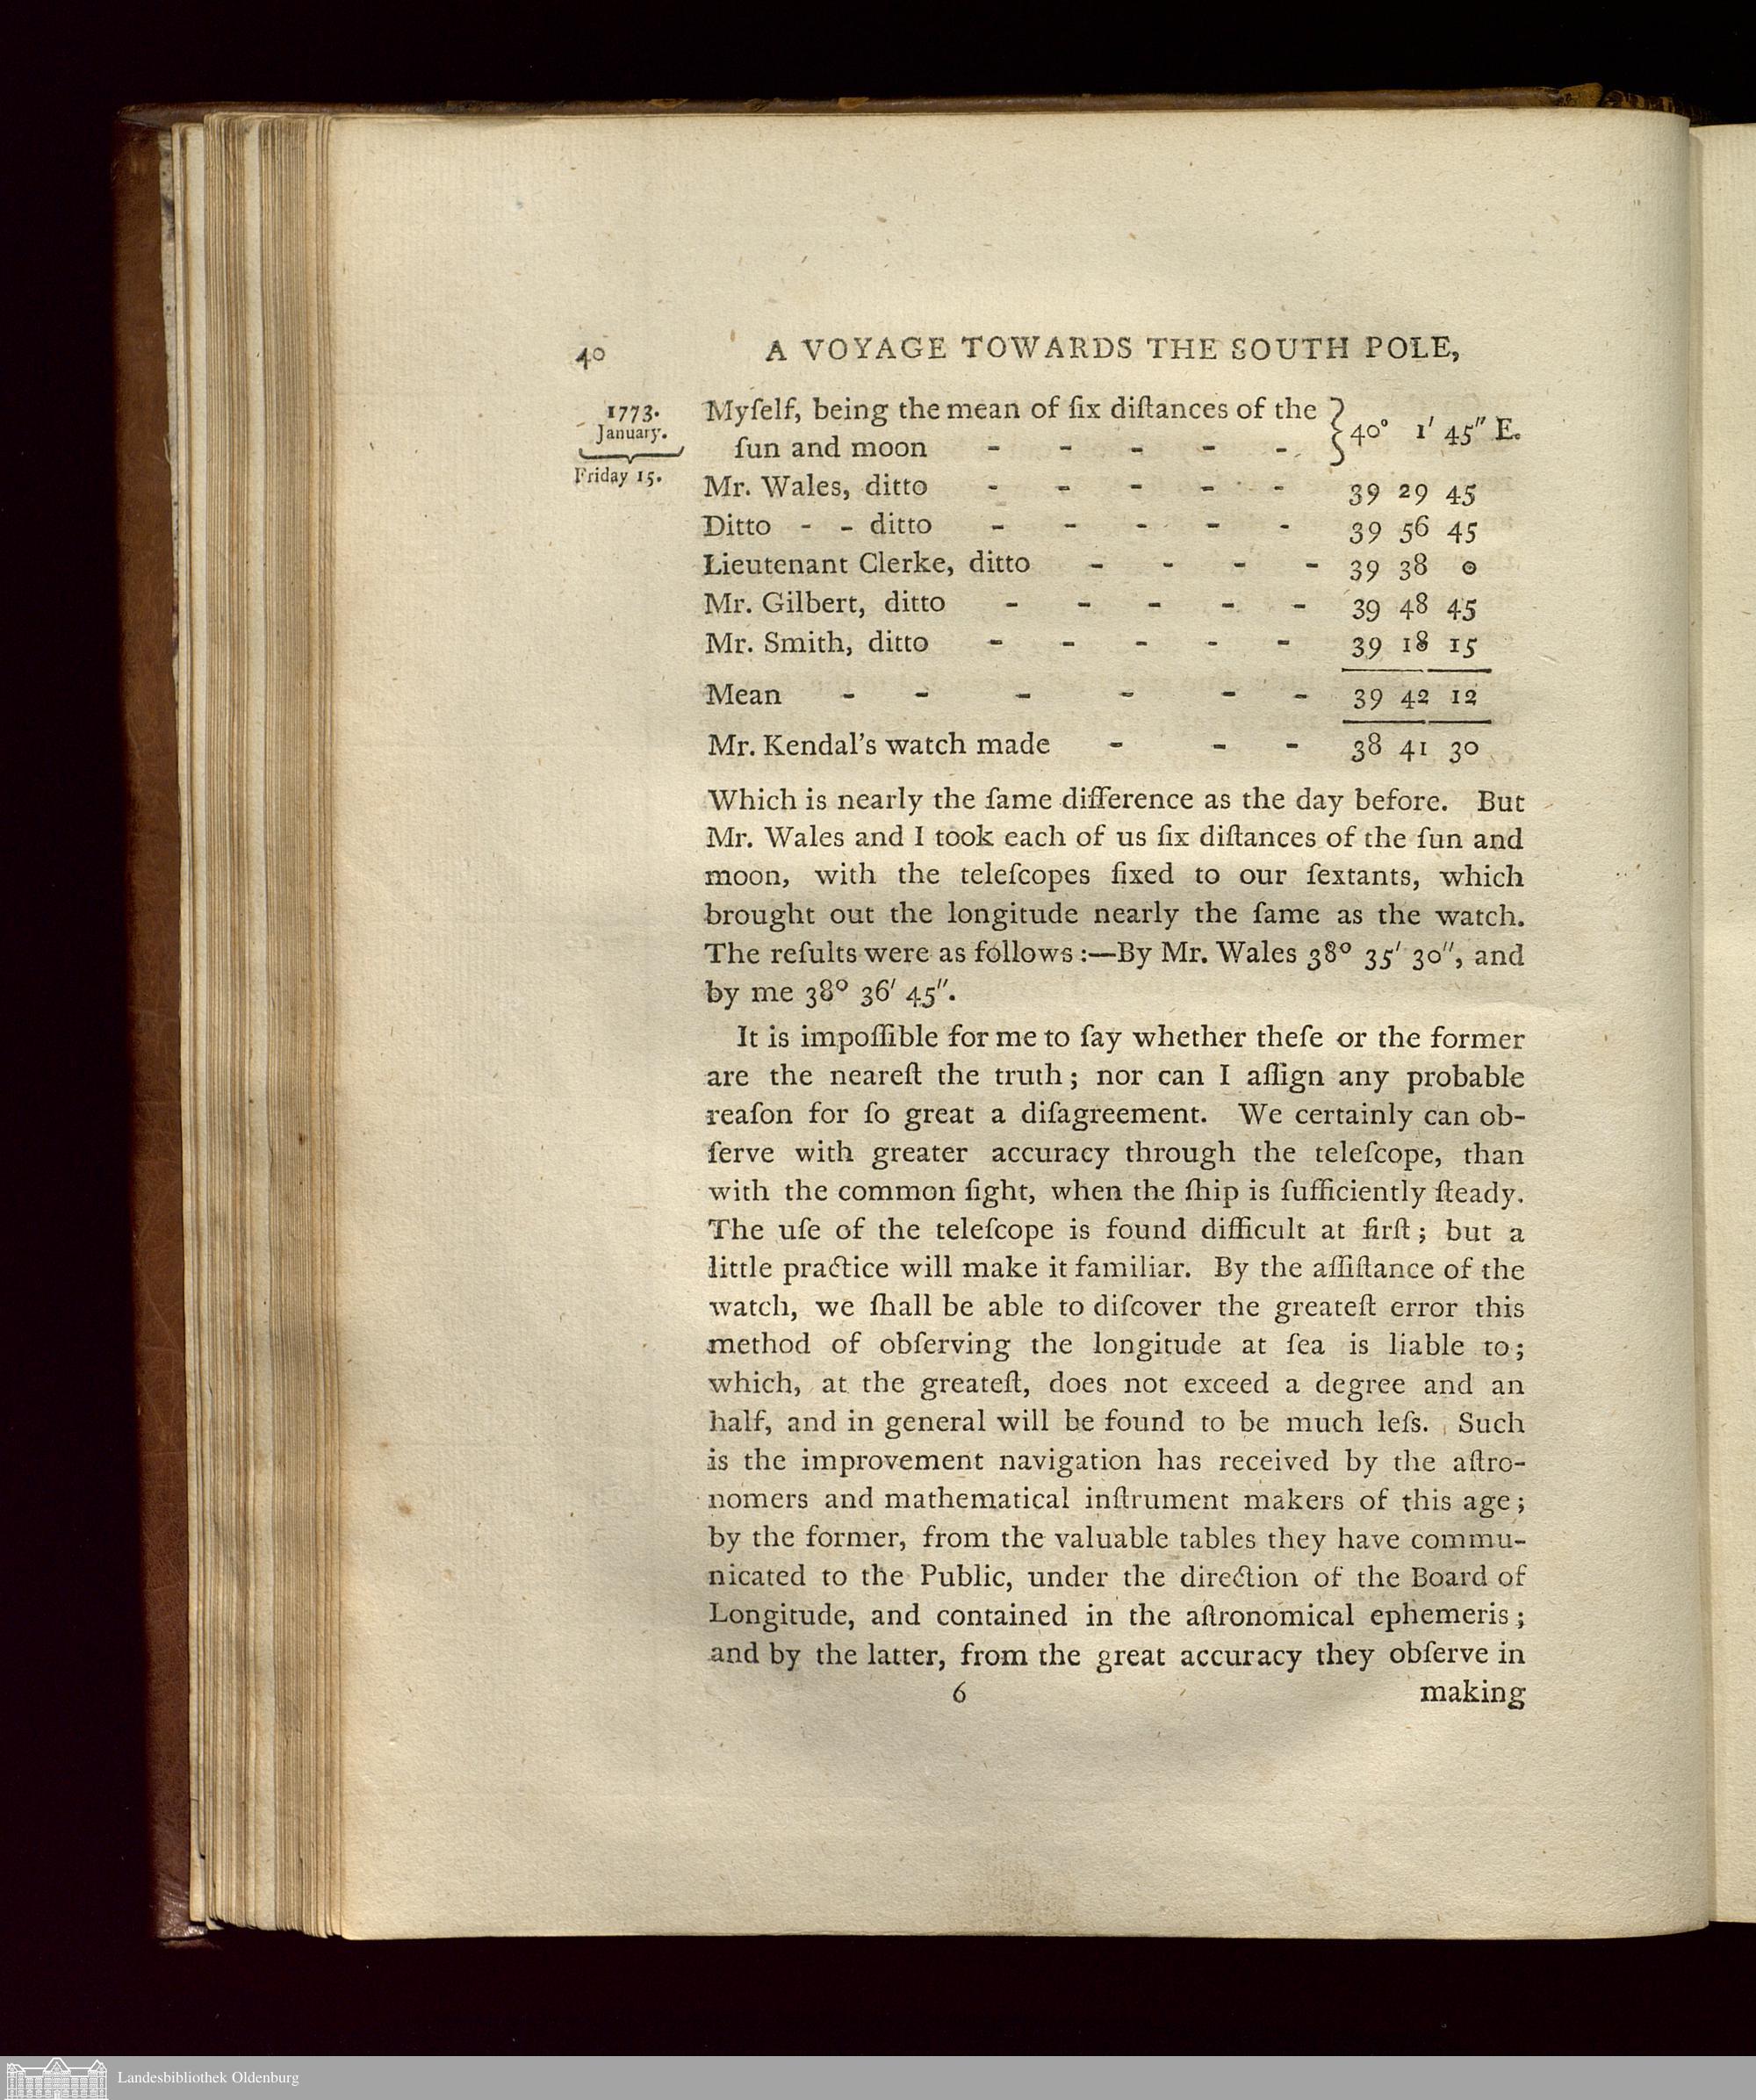 40 A VOYAGE TOWARDS THE SOUTH POLE,
1773.
January.
Friday 15.
Myſelf, being the mean of ſix diſtances of the
ſun and moon - - - - - } 40° 1′ 45″ E.
Mr. Wales, ditto - - - - - 39 29 45
Ditto - - ditto - - - - - 39 56 45
Lieutenant Clerke, ditto - - - - 39 38 0
Mr. Gilbert, ditto - - - - - 39 48 45
Mr. Smith, ditto - - - - - 39 18 15
Mean - - - - - - 39 42 12
Mr. Kendal's watch made - - - 38 41 30
Which is nearly the ſame difference as the day before. But
Mr. Wales and I took each of us ſix diſtances of the ſun and
moon, with the teleſcopes fixed to our ſextants, which
brought out the longitude nearly the ſame as the watch.
The reſults were as follows :—By Mr. Wales 38° 35′ 30″, and
by me 38° 36′ 45″.
It is impoſſible for me to ſay whether theſe or the former
are the neareſt the truth; nor can I aſſign any probable
reaſon for ſo great a diſagreement. We certainly can ob-
ſerve with greater accuracy through the teleſcope, than
with the common ſight, when the ſhip is ſufficiently ſteady.
The uſe of the teleſcope is found difficult at firſt; but a
little practice will make it familiar. By the aſſiſtance of the
watch, we ſhall be able to diſcover the greateſt error this
method of obſerving the longitude at ſea is liable to;
which, at the greateſt, does not exceed a degree and an
half, and in general will be found to be much leſs. Such
is the improvement navigation has received by the aſtro-
nomers and mathematical inſtrument makers of this age;
by the former, from the valuable tables they have commu-
nicated to the Public, under the direction of the Board of
Longitude, and contained in the aſtronomical ephemeris;
and by the latter, from the great accuracy they obſerve in
6 making
Landesbibliothek Oldenburg